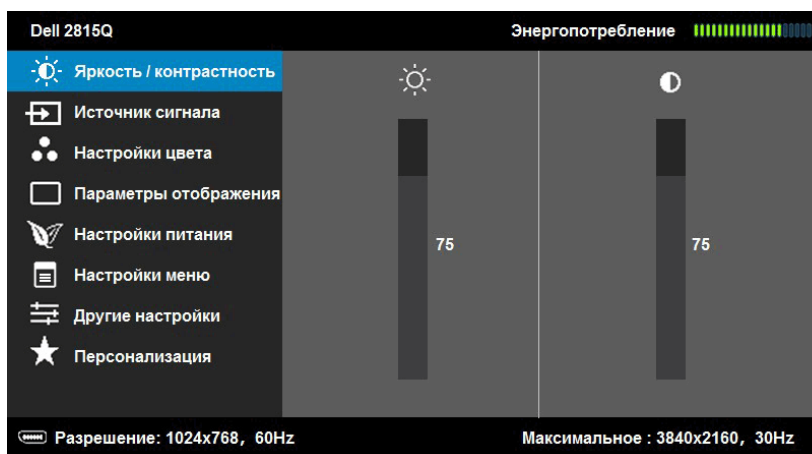 Dell 2815Q
Энергопотребление
Яркость / контрастность
Источник сигнала
Настройки цвета
Параметры отображения
Настройки питания
Настройки меню
Другие настройки
Персонализация
75
75
Разрешение: 1024x768, 60Hz
Максимальное : 3840x2160, 30Hz